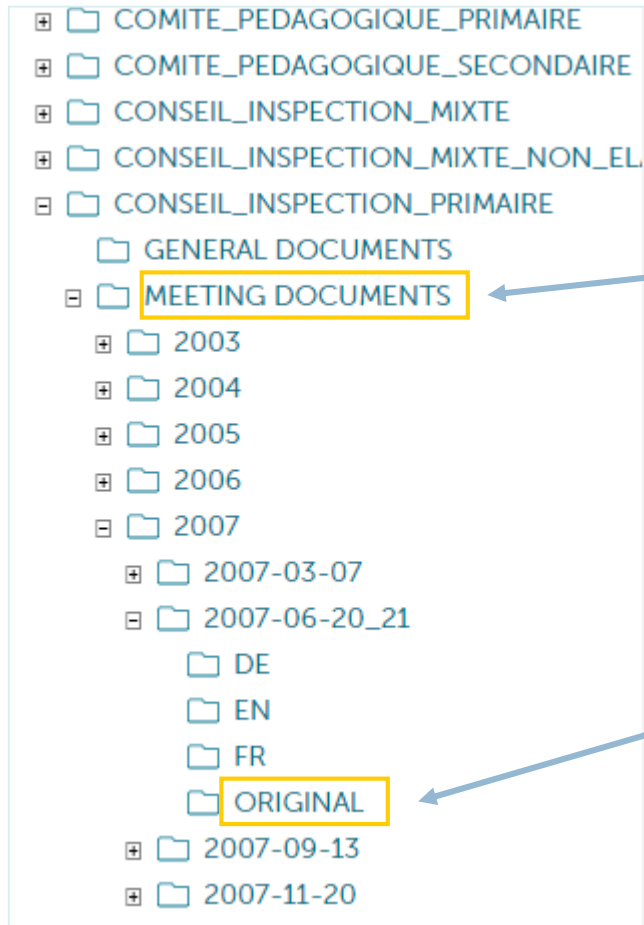 COMITE_PEDAGOGIQUE_PRIMAIRE
COMITE_PEDAGOGIQUE_SECONDAIRE
CONSEIL_INSPECTION_MIXTE
CONSEIL_INSPECTION_MIXTE_NON_EL
CONSEIL_INSPECTION_PRIMAIRE
GENERAL DOCUMENTS
MEETING DOCUMENTS
2003
2004
2005
2006
2007
2007-03-07
2007-06-20_21
DE
EN
FR
ORIGINAL
2007-09-13
2007-11-20